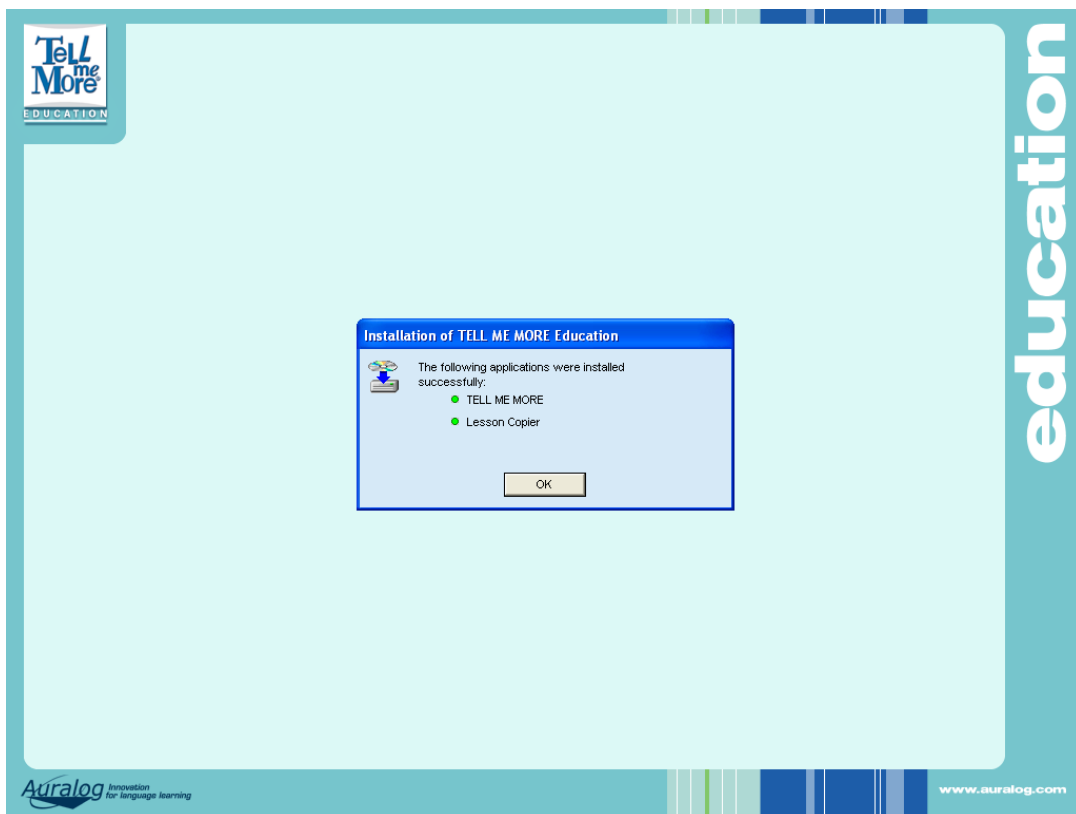 Tell
me
More®
EDUCATION
education
Installation of TELL ME MORE Education
The following applications were installed
successfully:
TELL ME MORE
Lesson Copier
OK
Auralog Innovation
for language learning
www.auralog.com